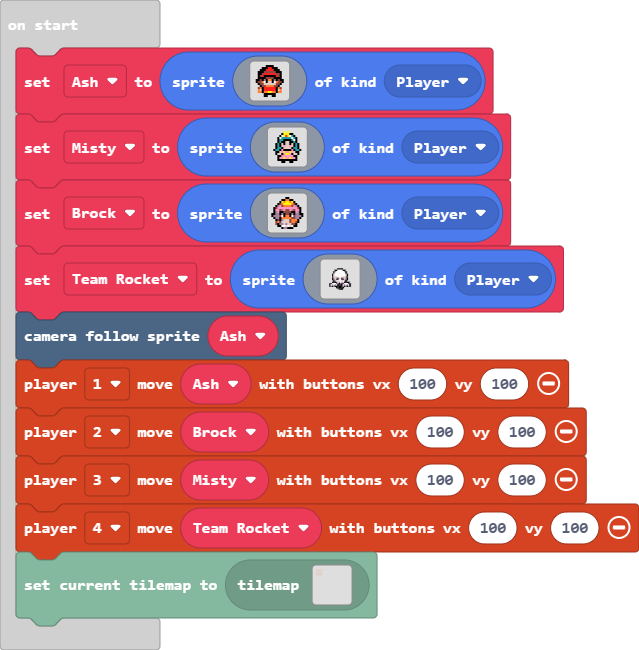 on start
set Ash to sprite of kind Player
set Misty to sprite of kind Player
set Brock to sprite of kind Player
set Team Rocket to sprite of kind Player
camera follow sprite Ash
player 1 move Ash with buttons vx 100 vy 100
player 2 move Brock with buttons vx 100 vy 100
player 3 move Misty with buttons vx 100 vy 100
player 4 move Team Rocket with buttons vx 100 vy 100
set current tilemap to tilemap